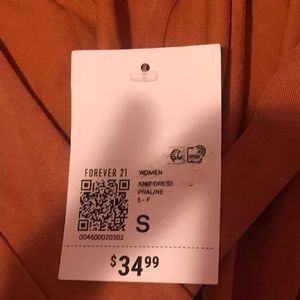 WOMEN
FOREVER 21
KNIT DRESS
PRALINE
S - F
S
004600020302
$34.99